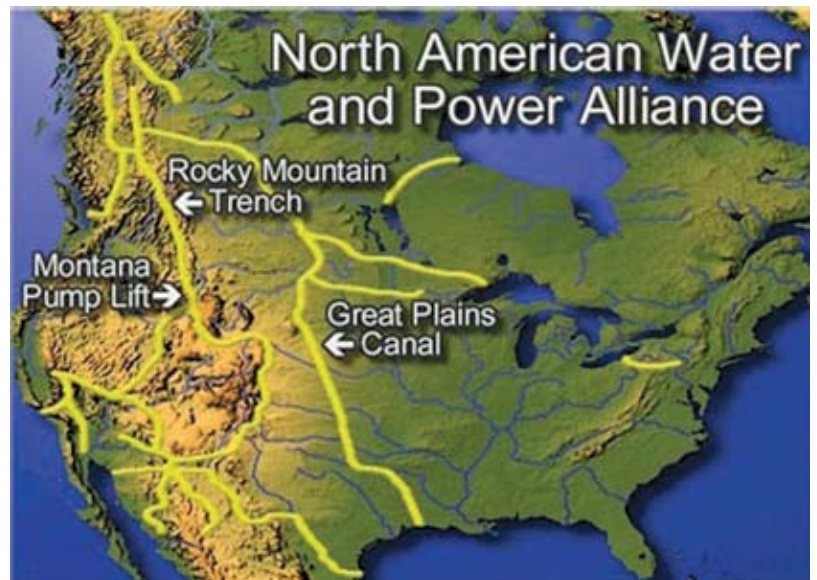 North American Water
and Power Alliance
Rocky Mountain
Trench
Montana
Pump Lift
Great Plains
Canal